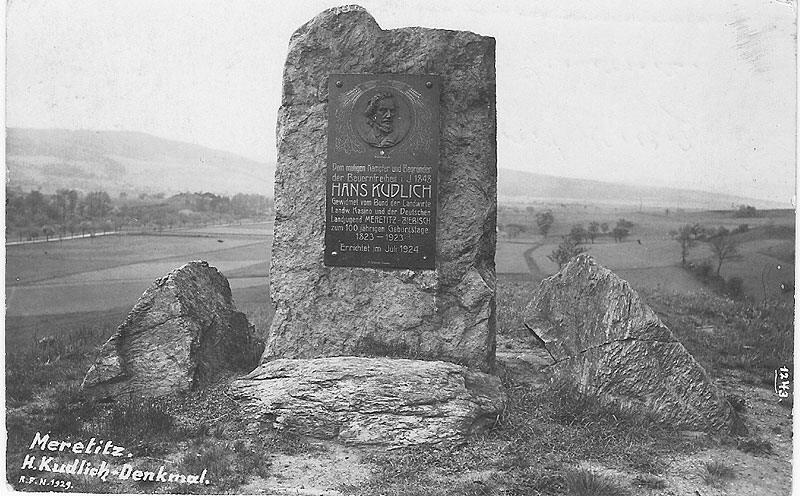 Dem mutigen Kämpfer und Begründer
der Bauernfreiheit i. J. 1848
HANS KUDLICH
Gewidmet vom Bund der Landwirte
Landw. Kasino und der Deutschen
Landjugend MERETITZ-ZIEBISCH
zum 100 jährigen Geburtstage
1823-1923
Errichtet im Juli 1924
1243
Meretitz.
H. Kudlich-Denkmal.
R.F.N. 1929.